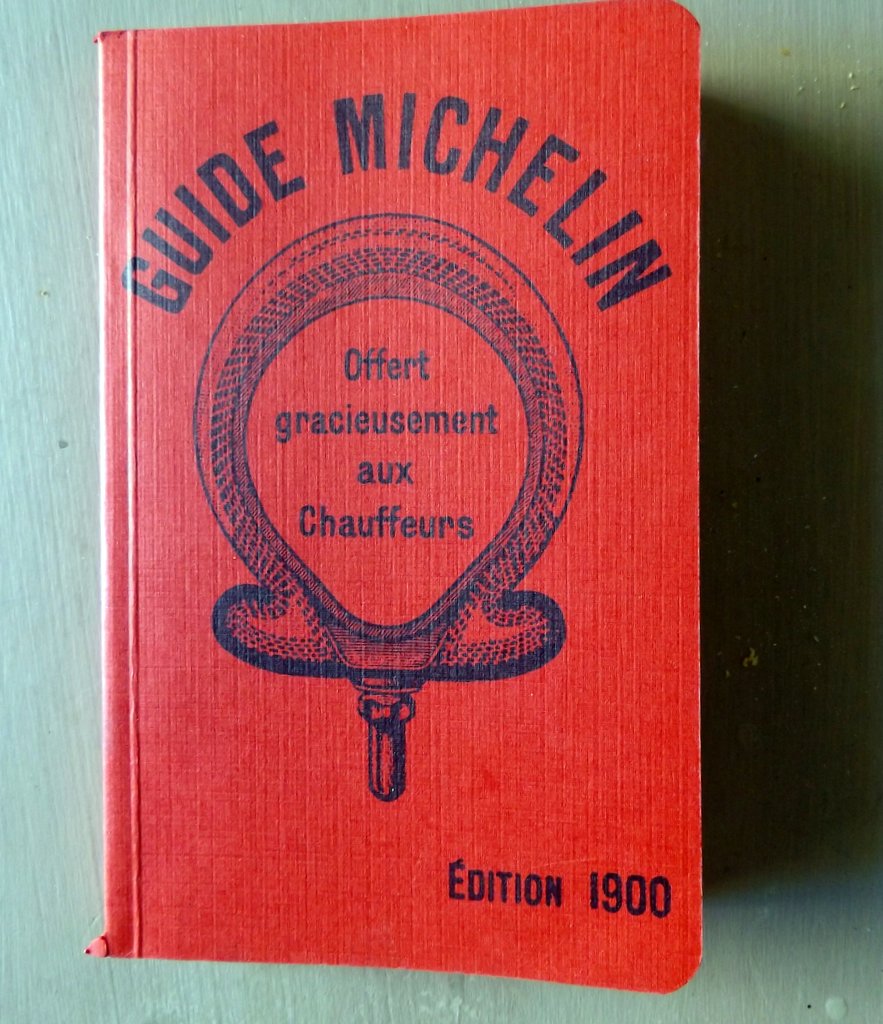 GUIDE MICHELIN
Offert
gracieusement
aux
Chauffeurs
ÉDITION 1900